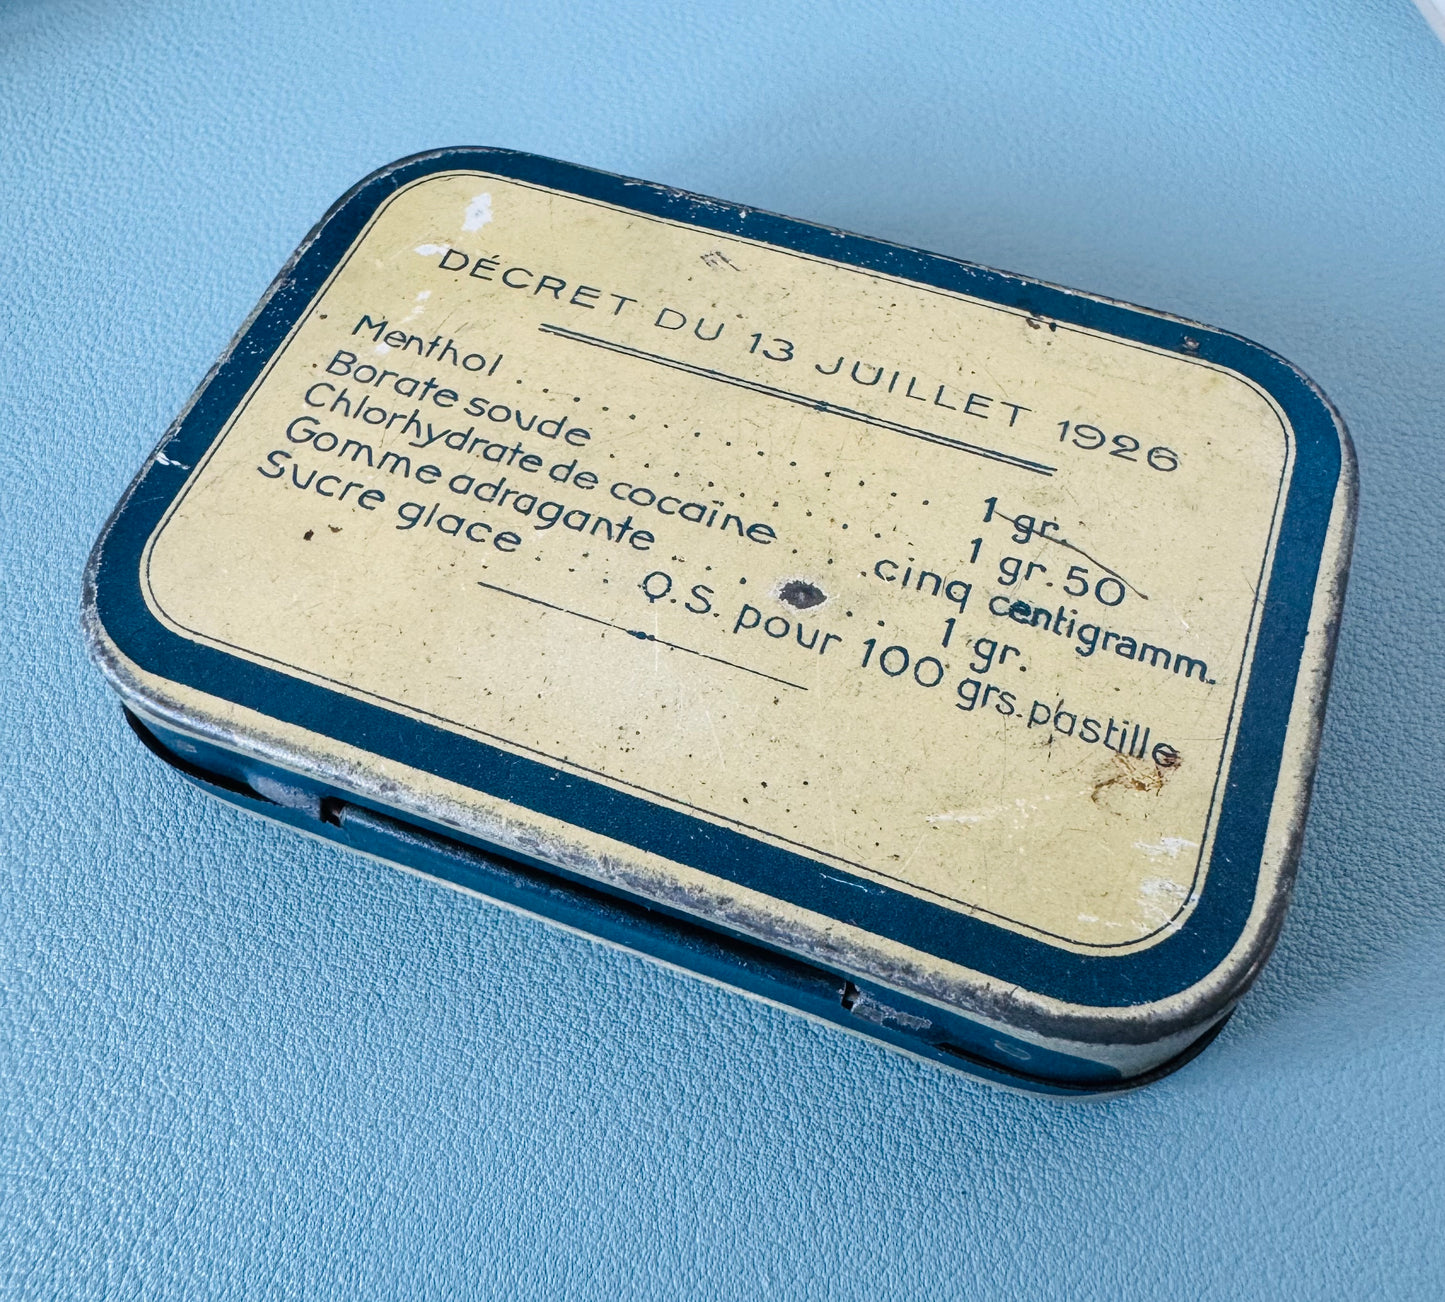 DÉCRET DU 13 JUILLET 1926
Menthol . . . . . . . . . . . . 1 gr.
Borate soude . . . . . . . . . 1 gr. 50
Chlorhydrate de cocaïne . . . cinq centigramm.
Gomme adragante . . . . . . 1 gr.
Sucre glace . . . . Q.S. pour 100 grs. pastille